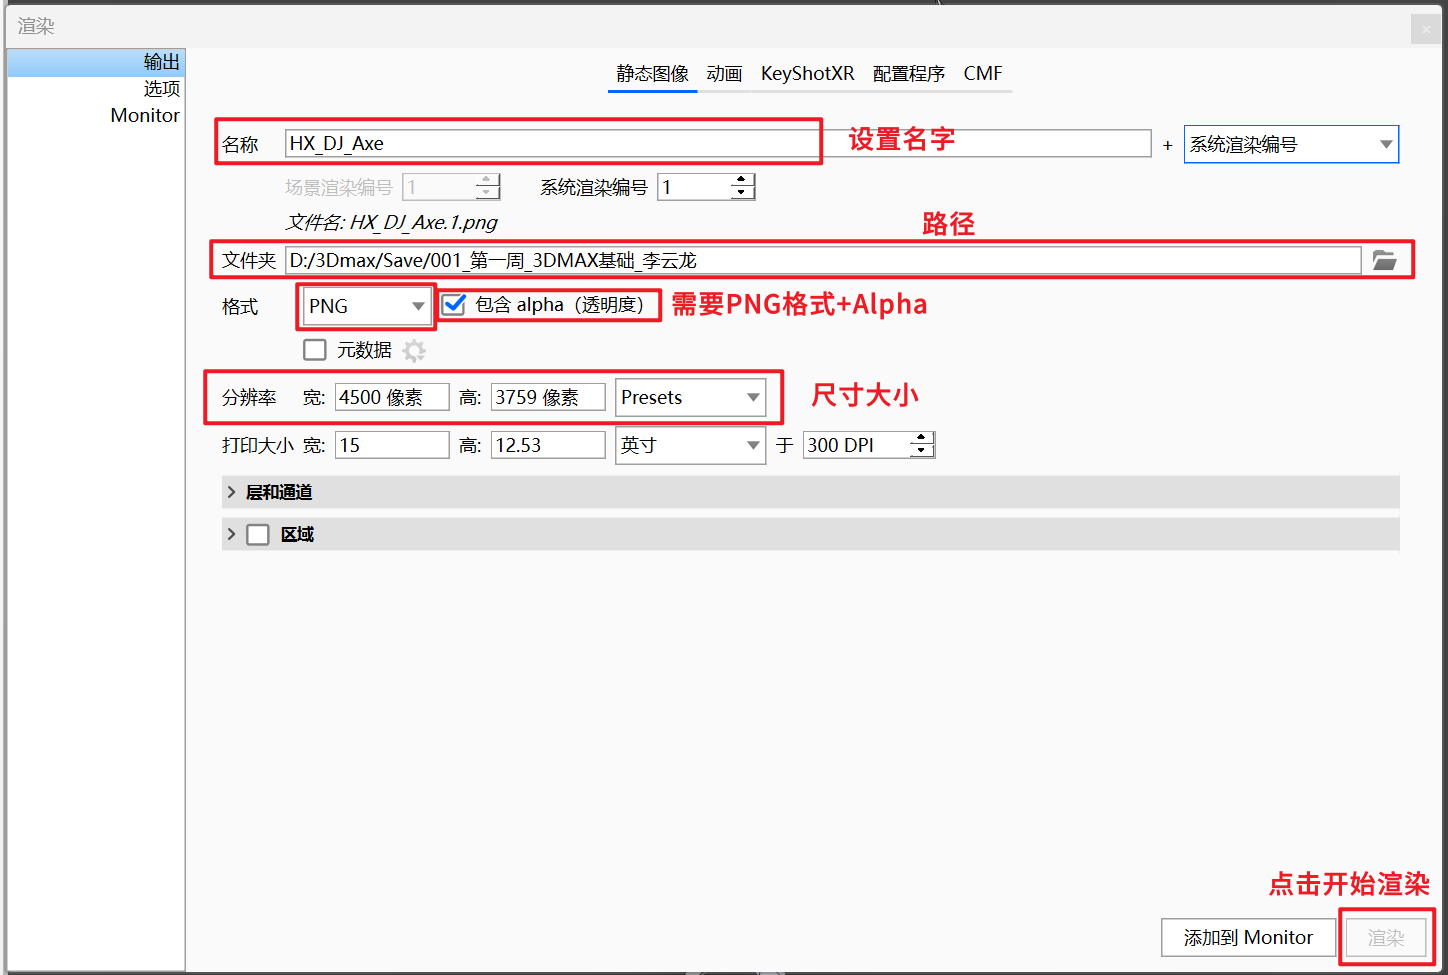 渲染
输出
选项
Monitor
静态图像 动画 KeyShotXR 配置程序 CMF
名称 HX_DJ_Axe 设置名字 + 系统渲染编号
场景渲染编号 1 系统渲染编号 1
文件名: HX_DJ_Axe.1.png
路径
文件夹 D:/3Dmax/Save/001_第一周_3DMAX基础_李云龙
格式 PNG 包含 alpha（透明度） 需要PNG格式+Alpha
元数据
分辨率 宽: 4500 像素 高: 3759 像素 Presets 尺寸大小
打印大小 宽: 15 高: 12.53 英寸 于 300 DPI
层和通道
区域
点击开始渲染
添加到 Monitor 渲染